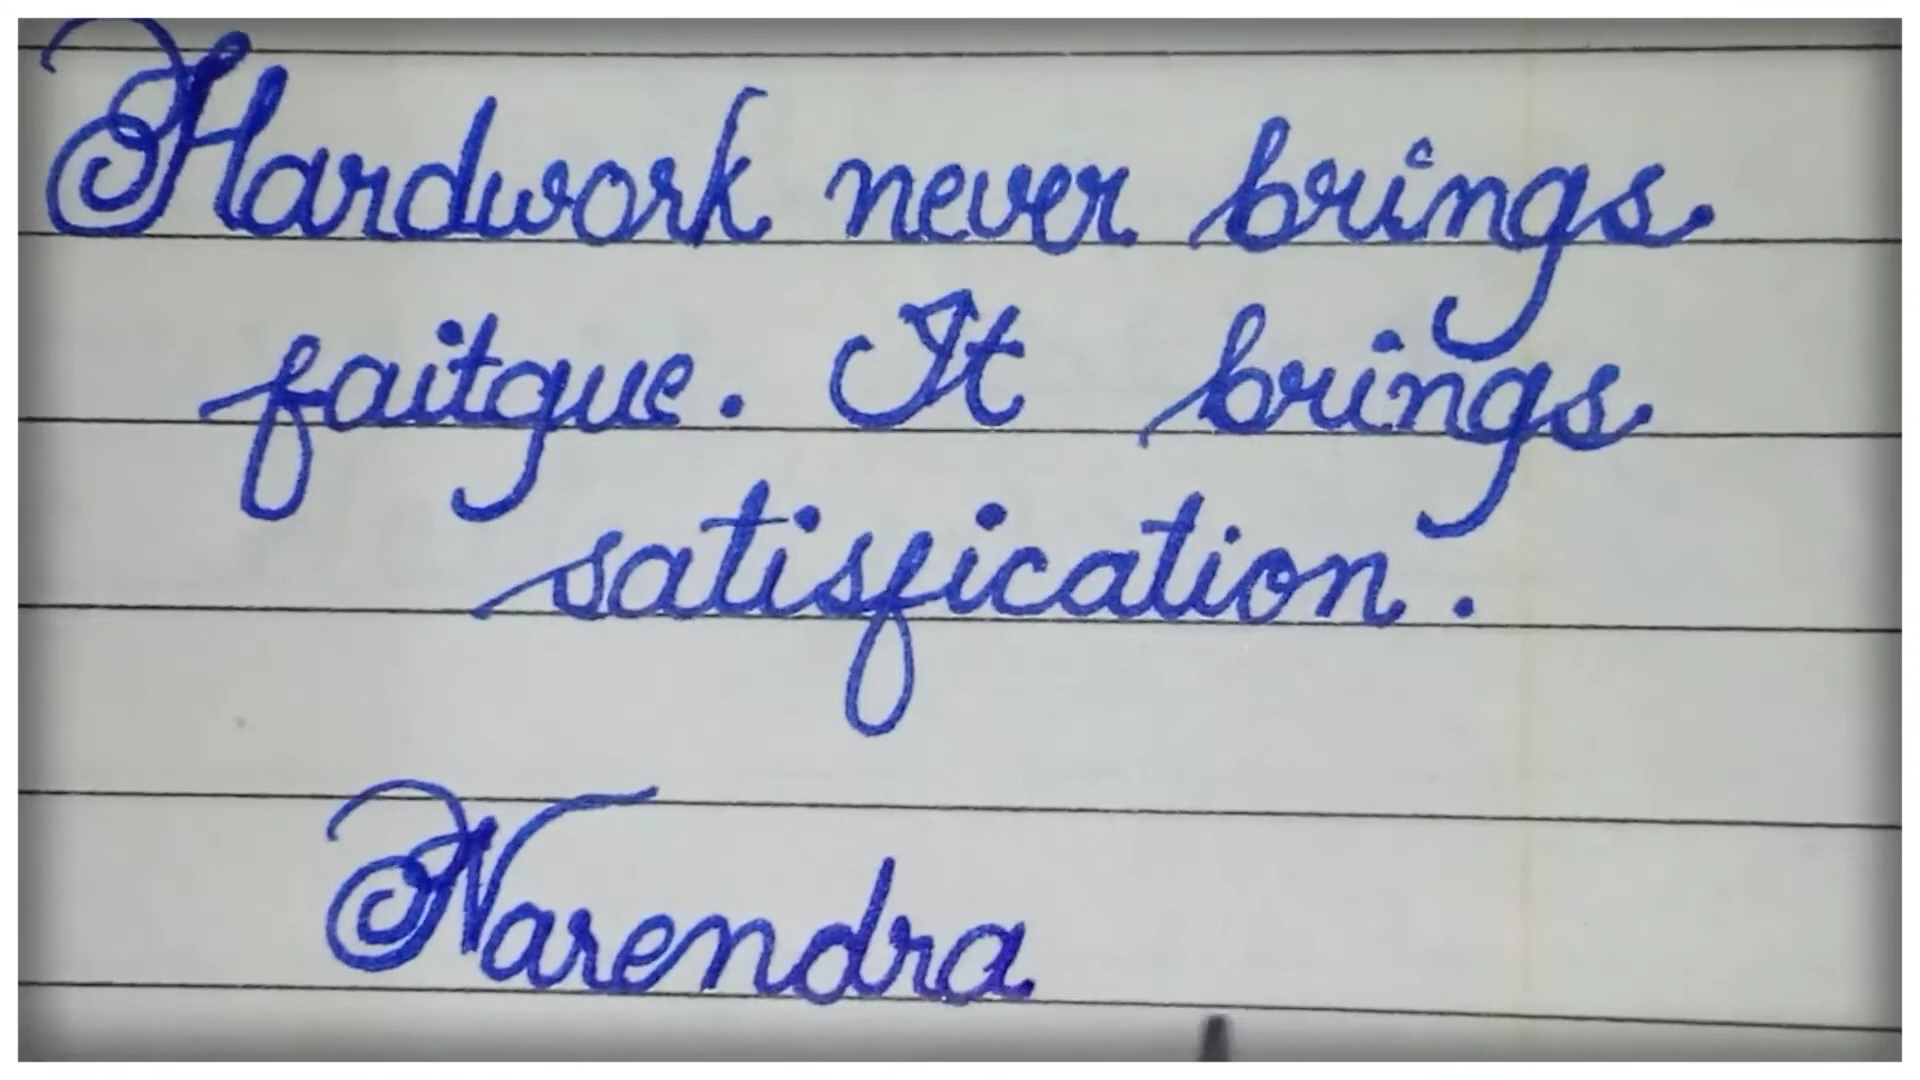 Hardwork never brings
faitgue. It brings
satisfication.
Narendra